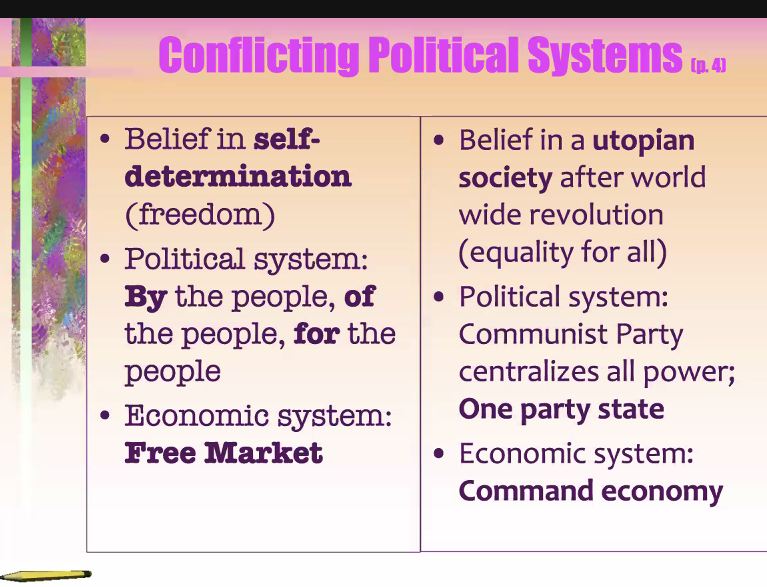 Conflicting Political Systems (p. 4)
• Belief in self-
determination
(freedom)
• Political system:
By the people, of
the people, for the
people
• Economic system:
Free Market
• Belief in a utopian
society after world
wide revolution
(equality for all)
• Political system:
Communist Party
centralizes all power;
One party state
• Economic system:
Command economy